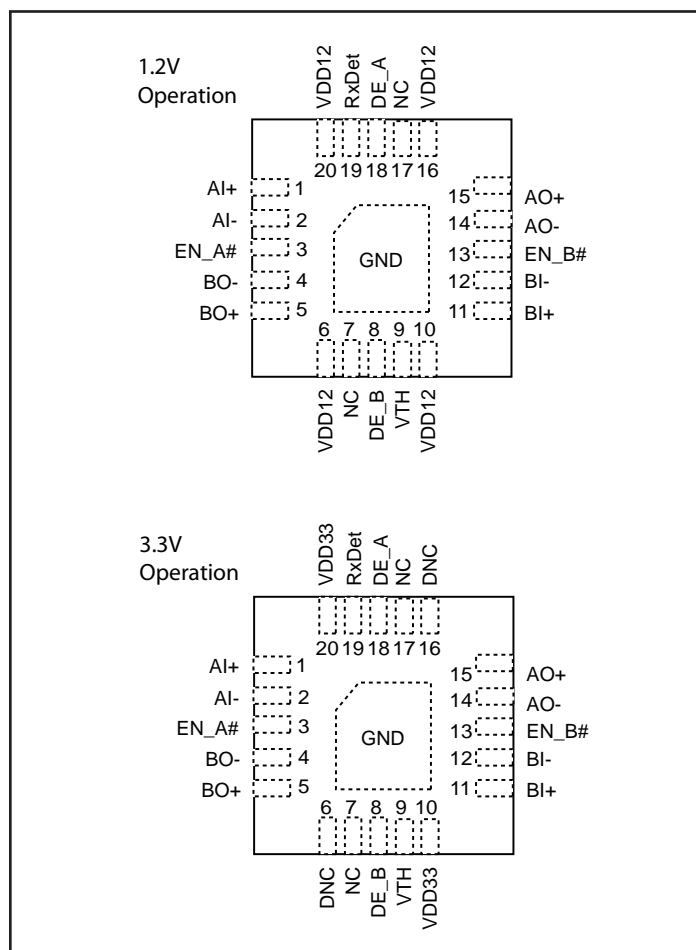 1.2V
Operation
VDD12
RxDet
DE_A
NC
VDD12
20 19 18 17 16
AI+ 1
AI- 2
EN_A# 3
BO- 4
BO+ 5
GND
15 AO+
14 AO-
13 EN_B#
12 BI-
11 BI+
6 7 8 9 10
VDD12
NC
DE_B
VTH
VDD12
3.3V
Operation
VDD33
RxDet
DE_A
NC
DNC
20 19 18 17 16
AI+ 1
AI- 2
EN_A# 3
BO- 4
BO+ 5
GND
15 AO+
14 AO-
13 EN_B#
12 BI-
11 BI+
6 7 8 9 10
DNC
NC
DE_B
VTH
VDD33